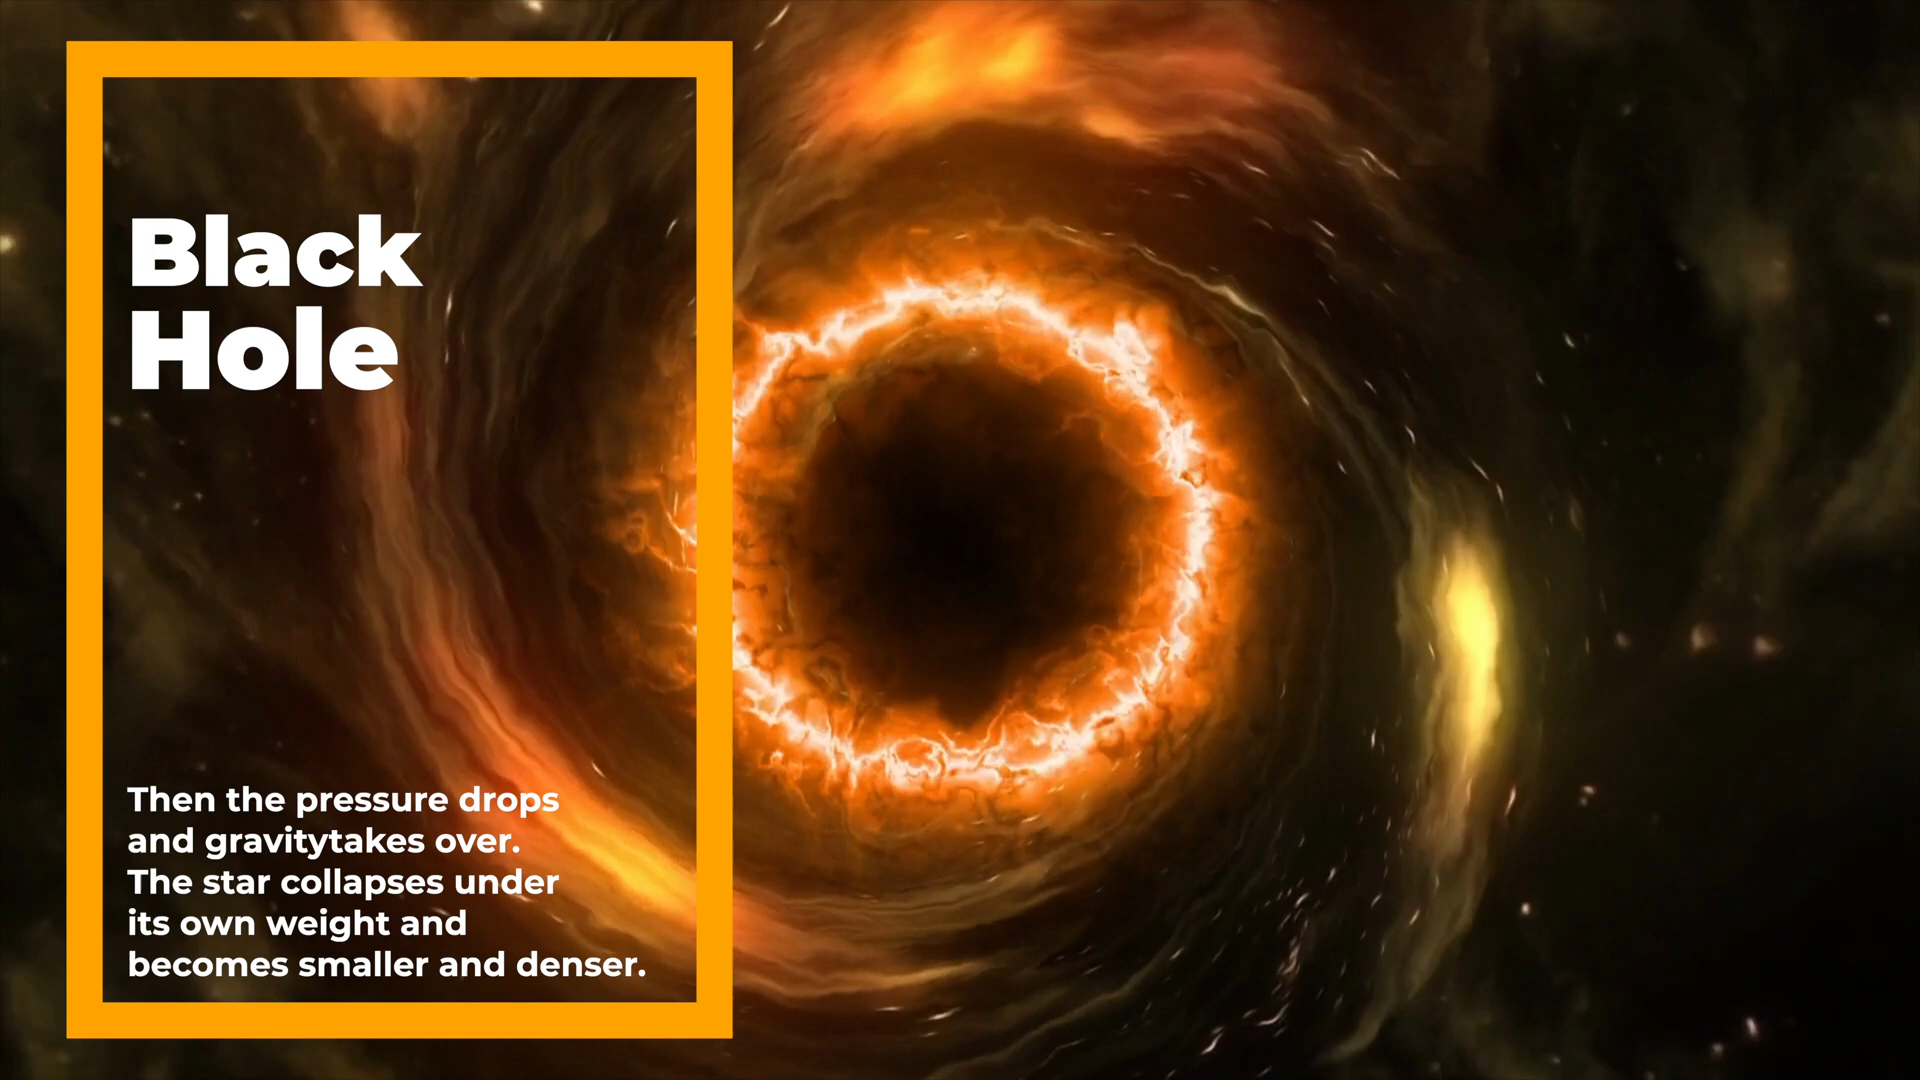 Black
Hole
Then the pressure drops
and gravitytakes over.
The star collapses under
its own weight and
becomes smaller and denser.